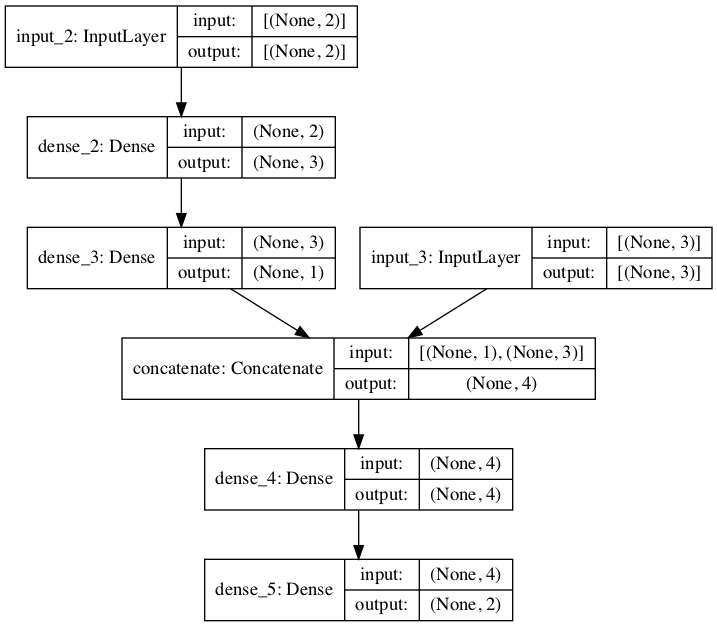 input_2: InputLayer
input: [(None, 2)]
output: [(None, 2)]
dense_2: Dense
input: (None, 2)
output: (None, 3)
dense_3: Dense
input: (None, 3)
output: (None, 1)
input_3: InputLayer
input: [(None, 3)]
output: [(None, 3)]
concatenate: Concatenate
input: [(None, 1), (None, 3)]
output: (None, 4)
dense_4: Dense
input: (None, 4)
output: (None, 4)
dense_5: Dense
input: (None, 4)
output: (None, 2)